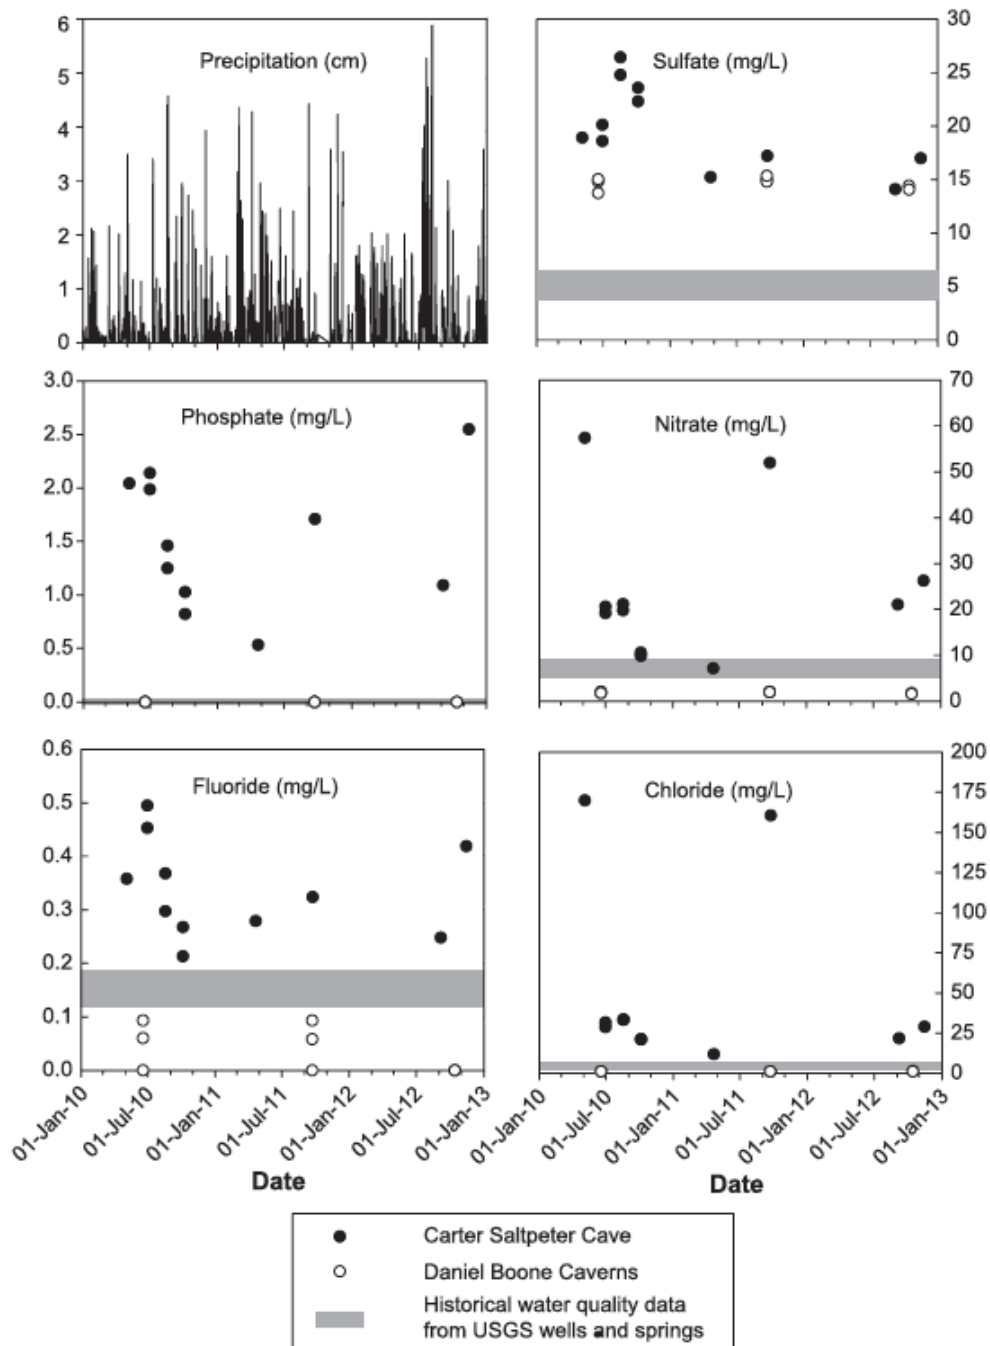 Precipitation (cm)
6
5
4
3
2
1
0
Sulfate (mg/L)
30
25
20
15
10
5
0
Phosphate (mg/L)
3.0
2.5
2.0
1.5
1.0
0.5
0.0
Nitrate (mg/L)
70
60
50
40
30
20
10
0
Fluoride (mg/L)
0.6
0.5
0.4
0.3
0.2
0.1
0.0
01-Jan-10
01-Jul-10
01-Jan-11
01-Jul-11
01-Jan-12
01-Jul-12
01-Jan-13
Date
Chloride (mg/L)
200
175
150
125
100
75
50
25
0
01-Jan-10
01-Jul-10
01-Jan-11
01-Jul-11
01-Jan-12
01-Jul-12
01-Jan-13
Date
Carter Saltpeter Cave
Daniel Boone Caverns
Historical water quality data
from USGS wells and springs